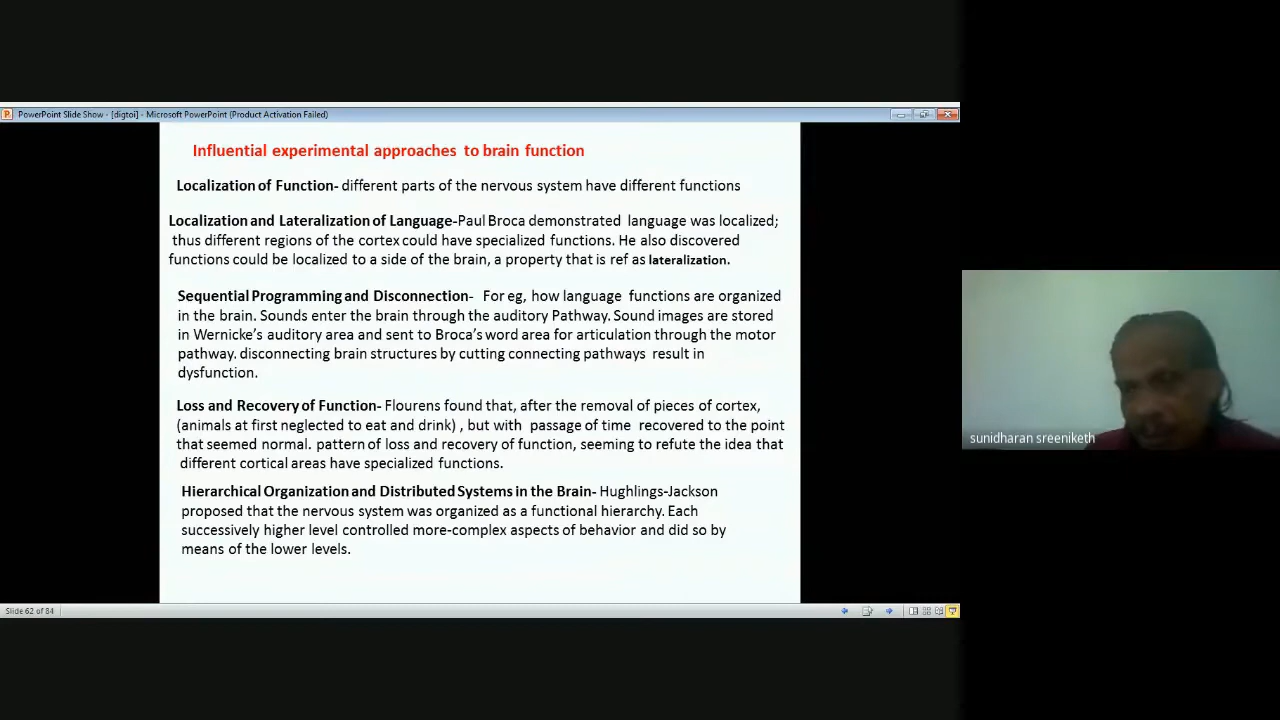 PowerPoint Slide Show - [digtoi] - Microsoft PowerPoint (Product Activation Failed)
Influential experimental approaches to brain function
Localization of Function- different parts of the nervous system have different functions
Localization and Lateralization of Language-Paul Broca demonstrated language was localized;
thus different regions of the cortex could have specialized functions. He also discovered
functions could be localized to a side of the brain, a property that is ref as lateralization.
Sequential Programming and Disconnection- For eg, how language functions are organized
in the brain. Sounds enter the brain through the auditory Pathway. Sound images are stored
in Wernicke's auditory area and sent to Broca's word area for articulation through the motor
pathway. disconnecting brain structures by cutting connecting pathways result in
dysfunction.
Loss and Recovery of Function- Flourens found that, after the removal of pieces of cortex,
(animals at first neglected to eat and drink) , but with passage of time recovered to the point
that seemed normal. pattern of loss and recovery of function, seeming to refute the idea that
different cortical areas have specialized functions.
Hierarchical Organization and Distributed Systems in the Brain- Hughlings-Jackson
proposed that the nervous system was organized as a functional hierarchy. Each
successively higher level controlled more-complex aspects of behavior and did so by
means of the lower levels.
Slide 62 of 84
sunidharan sreeniketh